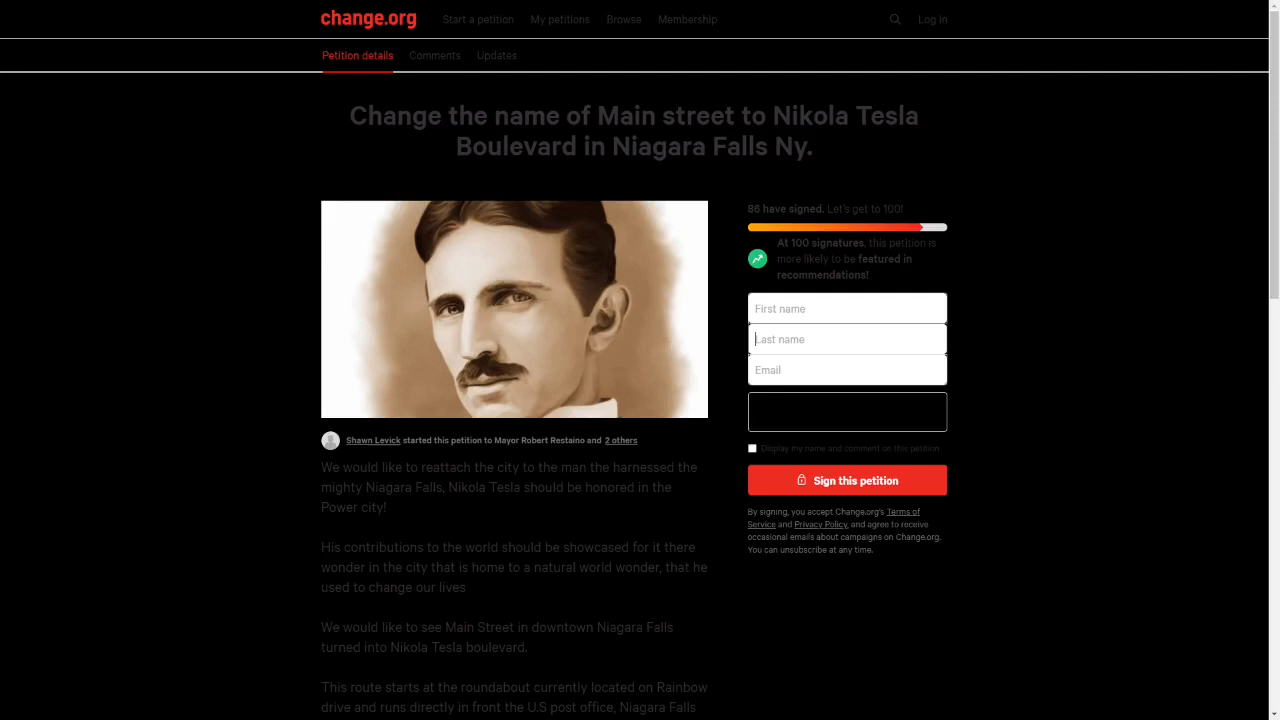 change.org
Start a petition
My petitions
Browse
Membership
Log in
Petition details
Comments
Updates
Change the name of Main street to Nikola Tesla
Boulevard in Niagara Falls Ny.
86 have signed. Let's get to 100!
At 100 signatures, this petition is
more likely to be featured in
recommendations!
First name
Last name
Email
Display my name and comment on this petition
Sign this petition
By signing, you accept Change.org's Terms of
Service and Privacy Policy, and agree to receive
occasional emails about campaigns on Change.org.
You can unsubscribe at any time.
Shawn Levick started this petition to Mayor Robert Restaino and 2 others
We would like to reattach the city to the man the harnessed the
mighty Niagara Falls, Nikola Tesla should be honored in the
Power city!
His contributions to the world should be showcased for it there
wonder in the city that is home to a natural world wonder, that he
used to change our lives
We would like to see Main Street in downtown Niagara Falls
turned into Nikola Tesla boulevard.
This route starts at the roundabout currently located on Rainbow
drive and runs directly in front the U.S post office, Niagara Falls